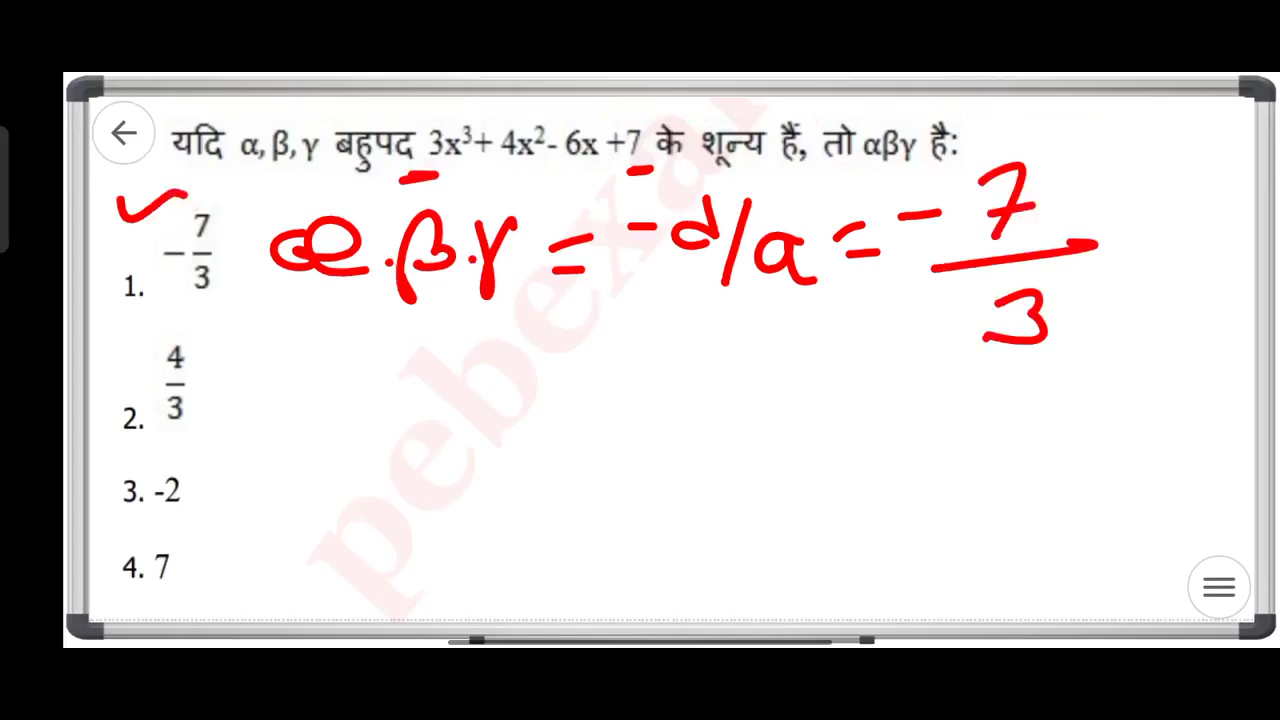 यदि α, β, γ बहुपद 3x³+ 4x²- 6x +7 के शून्य हैं, तो αβγ है:
1. -7/3
α.β.γ = -d/a = -7/3
2. 4/3
3. -2
4. 7
pebexam